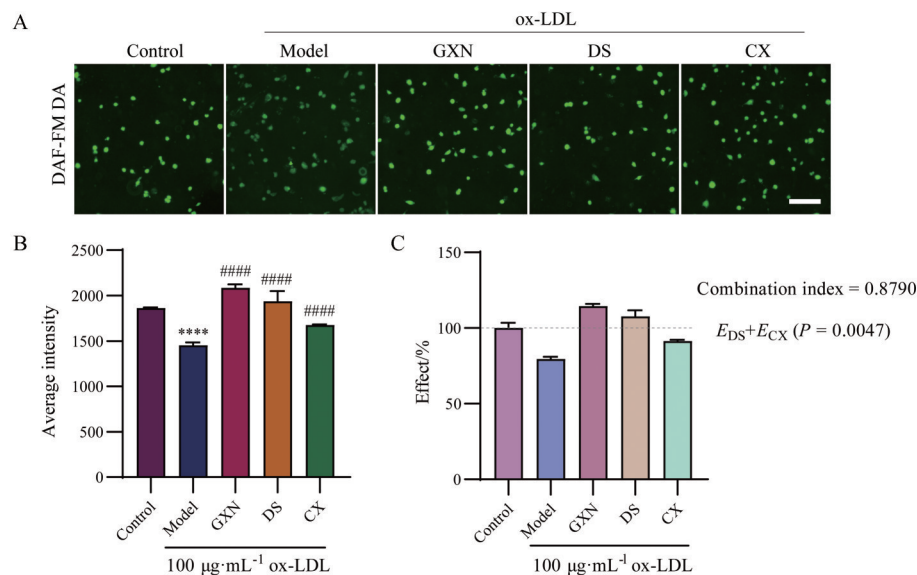 A
ox-LDL
Control Model GXN DS CX
DAF-FM DA
B
2500
2000
1500
1000
500
0
Average intensity
****
####
####
####
Control Model GXN DS CX
100 μg·mL⁻¹ ox-LDL
C
150
100
50
0
Effect/%
Control Model GXN DS CX
100 μg·mL⁻¹ ox-LDL
Combination index = 0.8790
E_DS+E_CX (P = 0.0047)